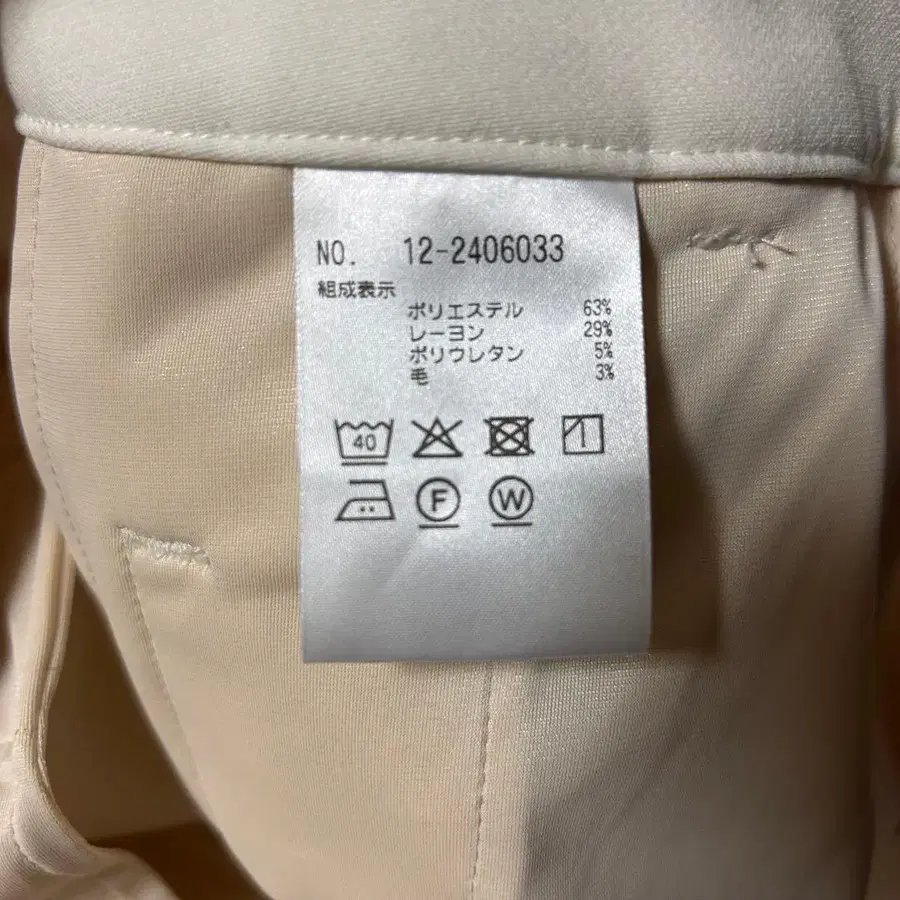 NO. 12-2406033
組成表示
ポリエステル 63%
レーヨン 29%
ポリウレタン 5%
毛 3%
40
F W